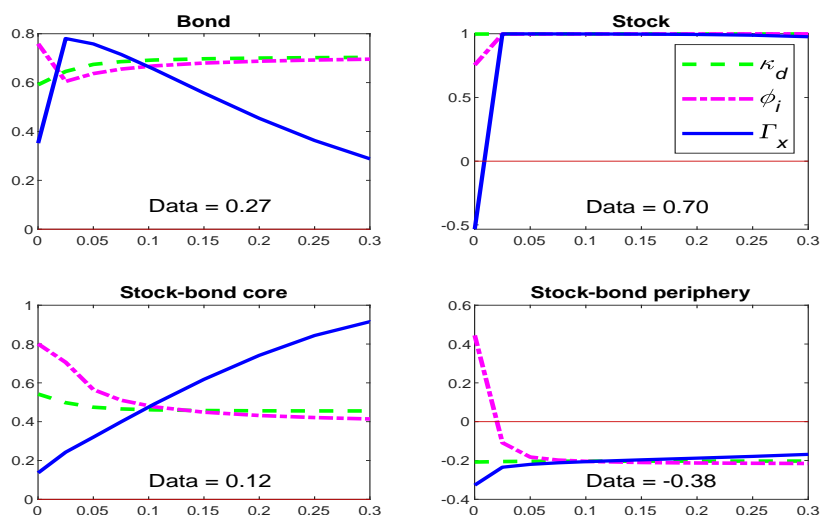 Bond
0.8
0.6
0.4
0.2
0
Data = 0.27
0 0.05 0.1 0.15 0.2 0.25 0.3
Stock
1
0.5
0
-0.5
κ_d
ϕ_i
Γ_x
Data = 0.70
0 0.05 0.1 0.15 0.2 0.25 0.3
Stock-bond core
1
0.8
0.6
0.4
0.2
0
Data = 0.12
0 0.05 0.1 0.15 0.2 0.25 0.3
Stock-bond periphery
0.6
0.4
0.2
0
-0.2
-0.4
Data = -0.38
0 0.05 0.1 0.15 0.2 0.25 0.3